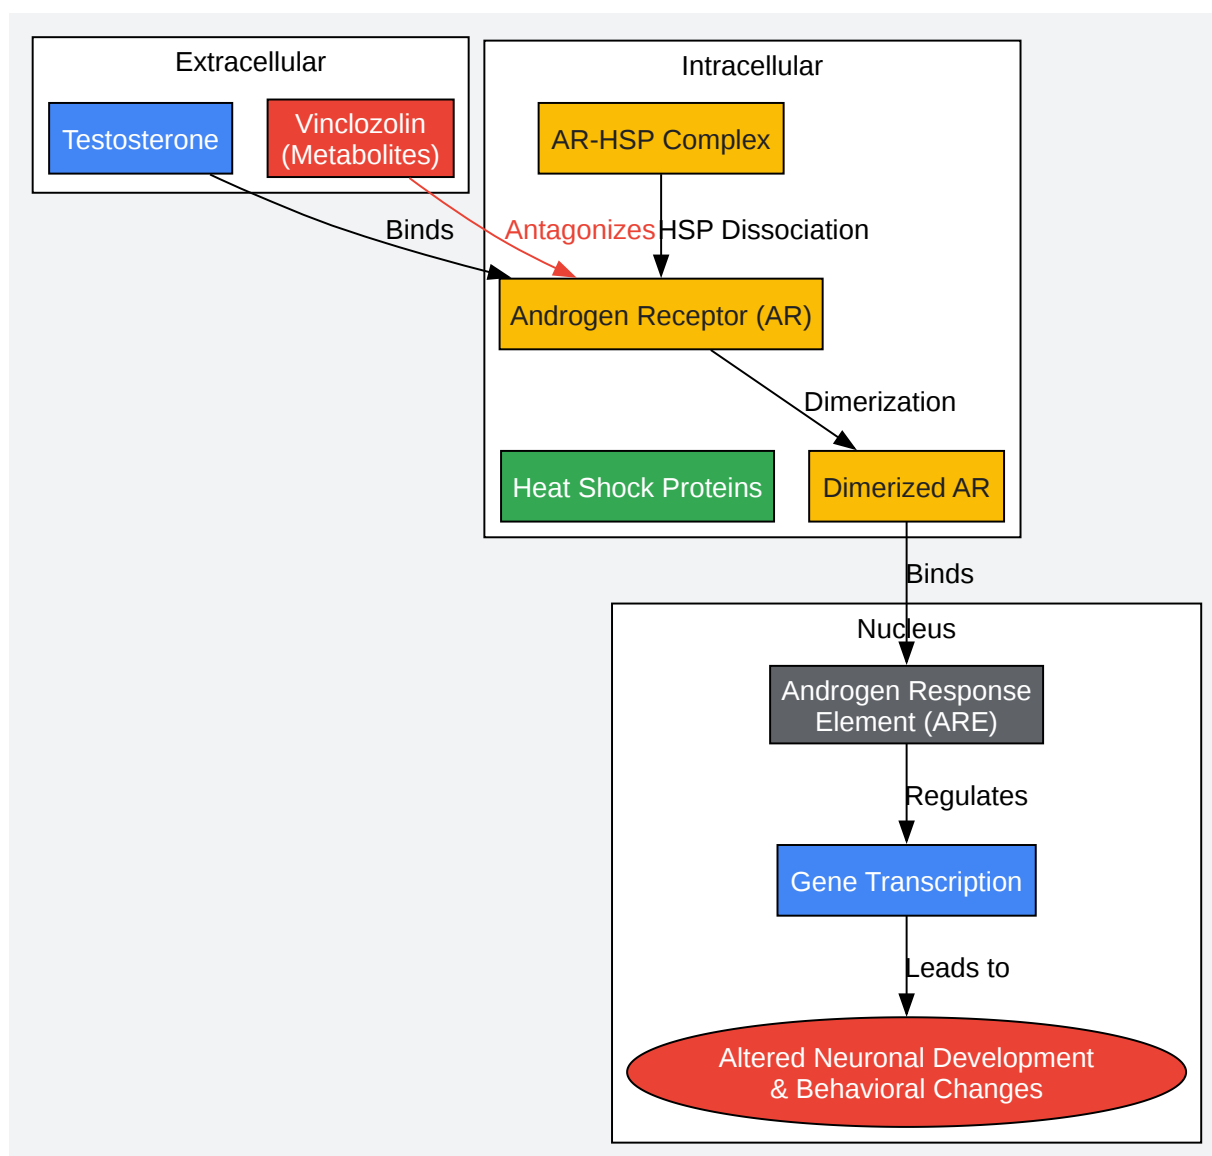 Extracellular
Intracellular
Testosterone
Vinclozolin
(Metabolites)
AR-HSP Complex
Binds
Antagonizes
HSP Dissociation
Androgen Receptor (AR)
Dimerization
Heat Shock Proteins
Dimerized AR
Binds
Nucleus
Androgen Response
Element (ARE)
Regulates
Gene Transcription
Leads to
Altered Neuronal Development
& Behavioral Changes